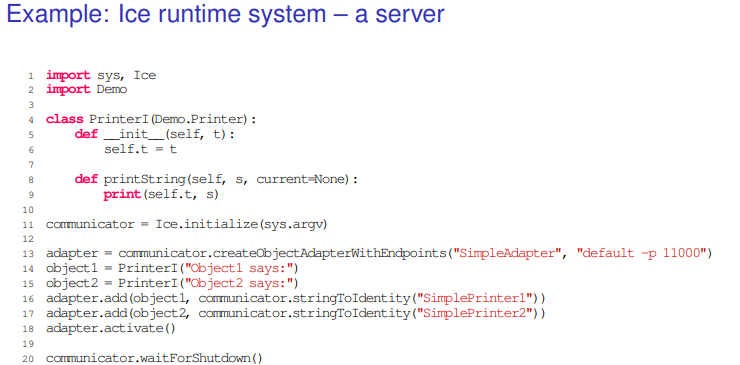 Example: Ice runtime system – a server
1 import sys, Ice
2 import Demo
3
4 class PrinterI(Demo.Printer):
5     def __init__(self, t):
6         self.t = t
7
8     def printString(self, s, current=None):
9         print(self.t, s)
10
11 communicator = Ice.initialize(sys.argv)
12
13 adapter = communicator.createObjectAdapterWithEndpoints("SimpleAdapter", "default -p 11000")
14 object1 = PrinterI("Object1 says:")
15 object2 = PrinterI("Object2 says:")
16 adapter.add(object1, communicator.stringToIdentity("SimplePrinter1"))
17 adapter.add(object2, communicator.stringToIdentity("SimplePrinter2"))
18 adapter.activate()
19
20 communicator.waitForShutdown()